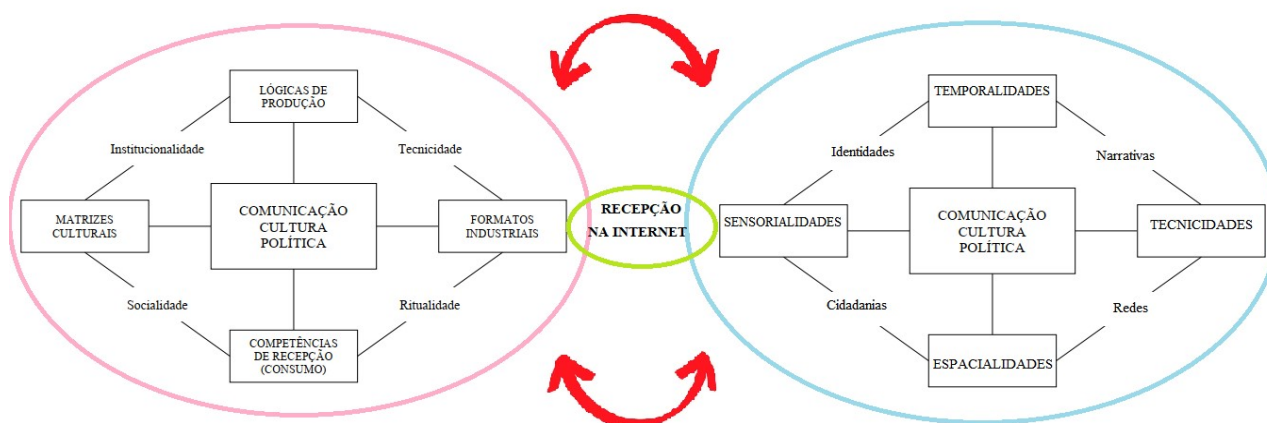 LÓGICAS DE
PRODUÇÃO
Institucionalidade
Tecnicidade
MATRIZES
CULTURAIS
COMUNICAÇÃO
CULTURA
POLÍTICA
FORMATOS
INDUSTRIAIS
Socialidade
Ritualidade
COMPETÊNCIAS
DE RECEPÇÃO
(CONSUMO)
RECEPÇÃO
NA INTERNET
TEMPORALIDADES
Identidades
Narrativas
SENSORIALIDADES
COMUNICAÇÃO
CULTURA
POLÍTICA
TECNICIDADES
Cidadanias
Redes
ESPACIALIDADES